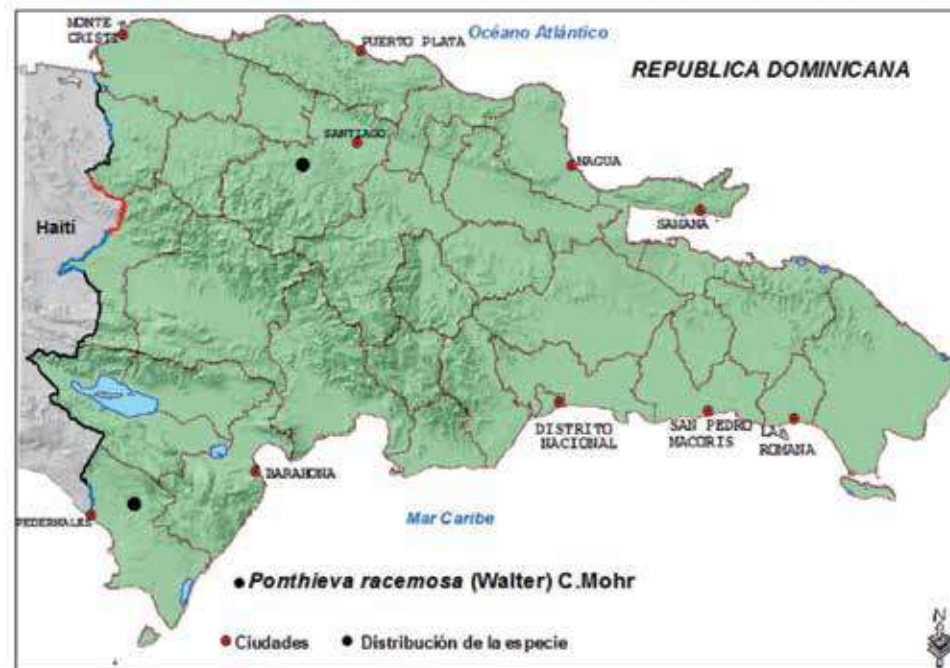 MONTE
CRISTI
PUERTO PLATA
Océano Atlántico
REPUBLICA DOMINICANA
SANTIAGO
NAGUA
SAMANA
Haití
DISTRITO
NACIONAL
SAN PEDRO
MACORIS
LA
ROMANA
BARAHONA
PEDERNALES
Mar Caribe
Ponthieva racemosa (Walter) C.Mohr
Ciudades
Distribución de la especie